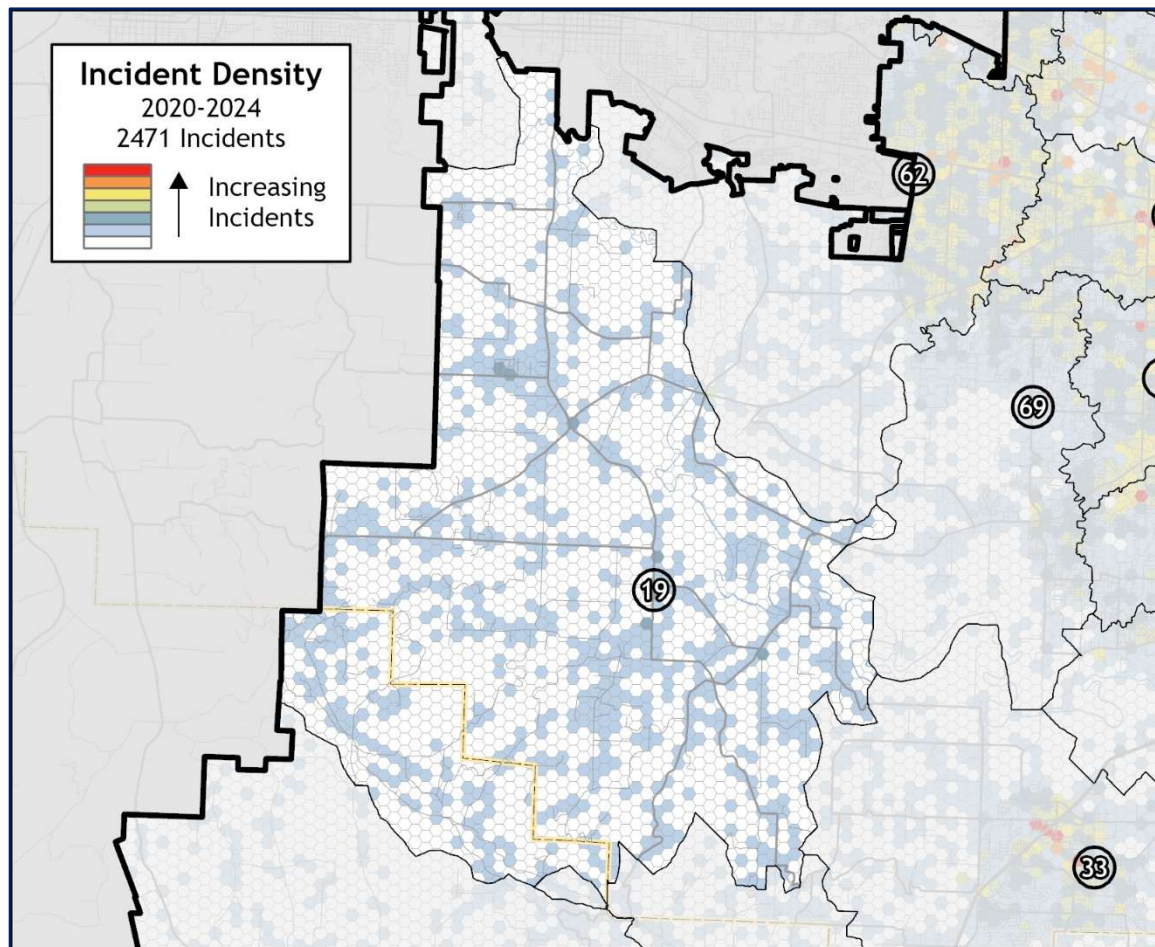 Incident Density
2020-2024
2471 Incidents
Increasing
Incidents
62
69
19
33